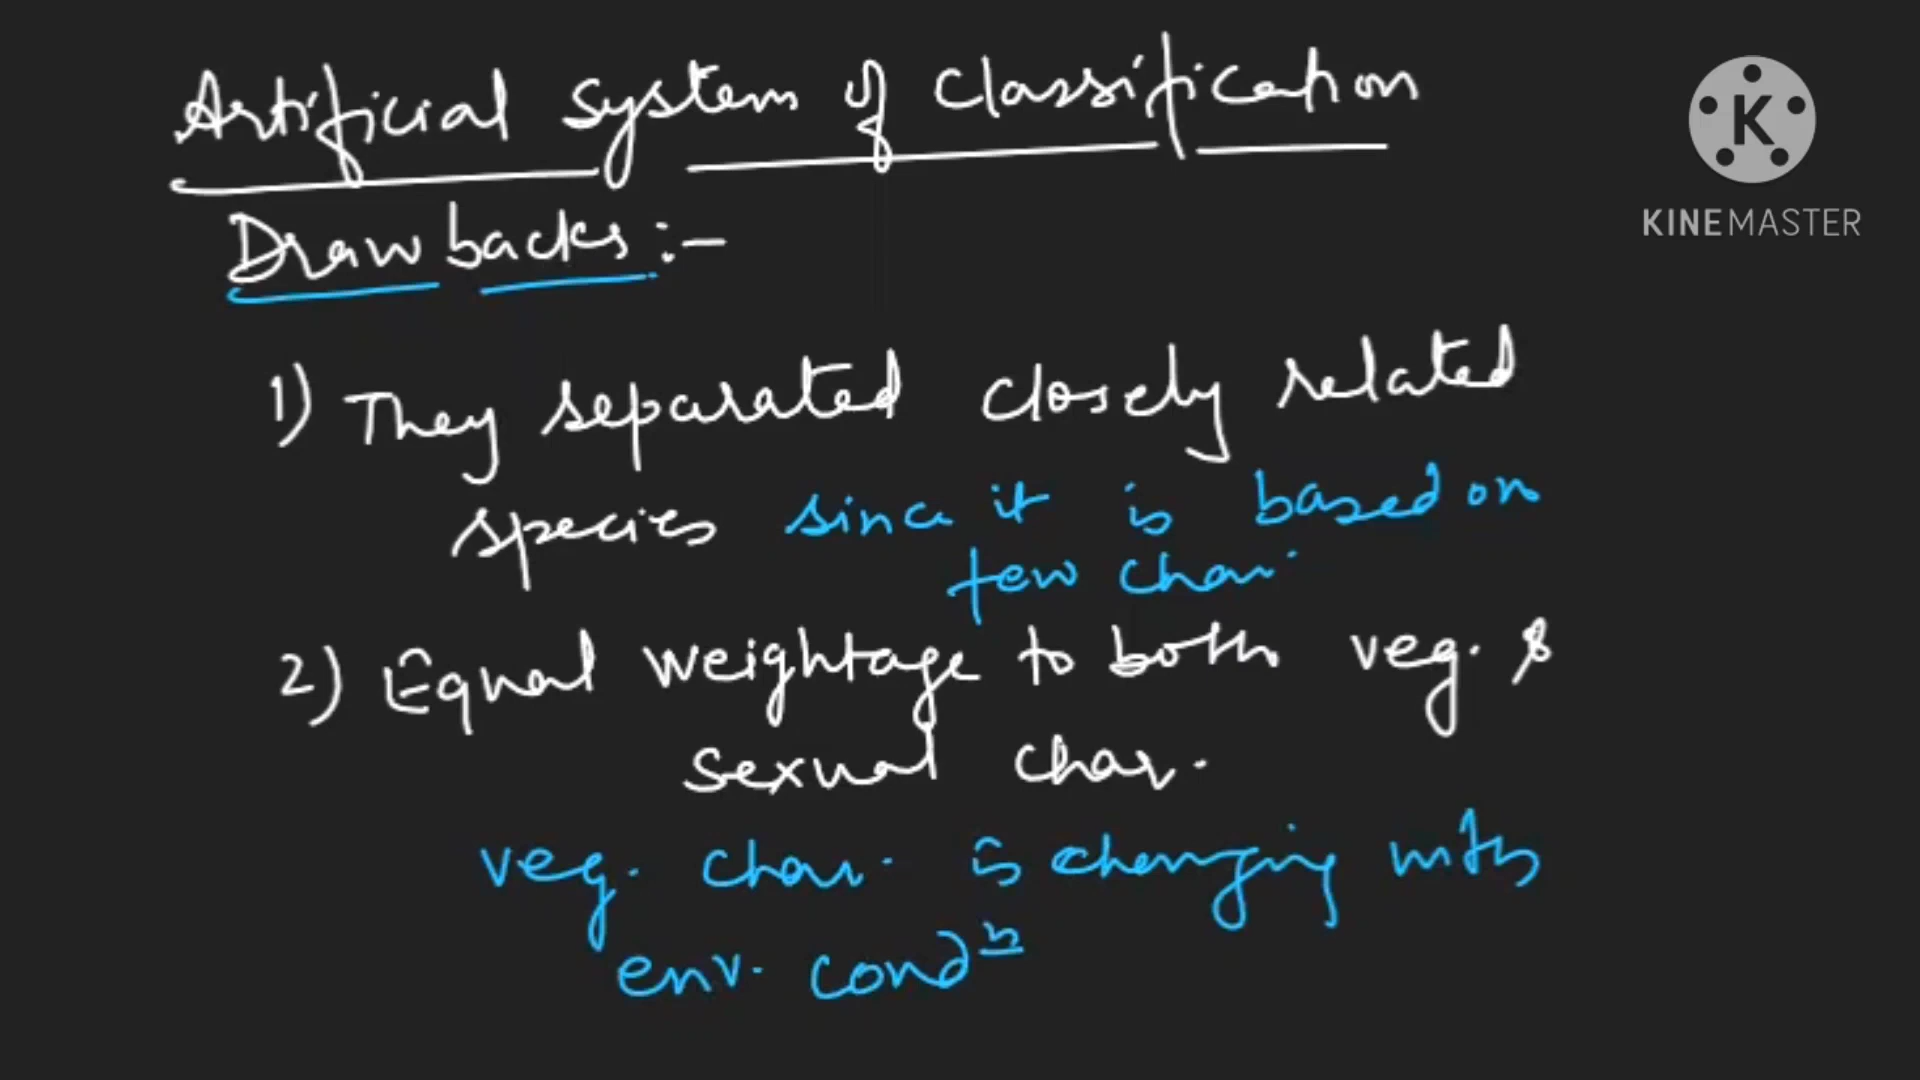 Artificial System of Classification
K
KINEMASTER
Drawbacks :-
1) They separated closely related
species since it is based on
few char.
2) Equal weightage to both veg. &
sexual char.
veg. char. is changing with
env. condn